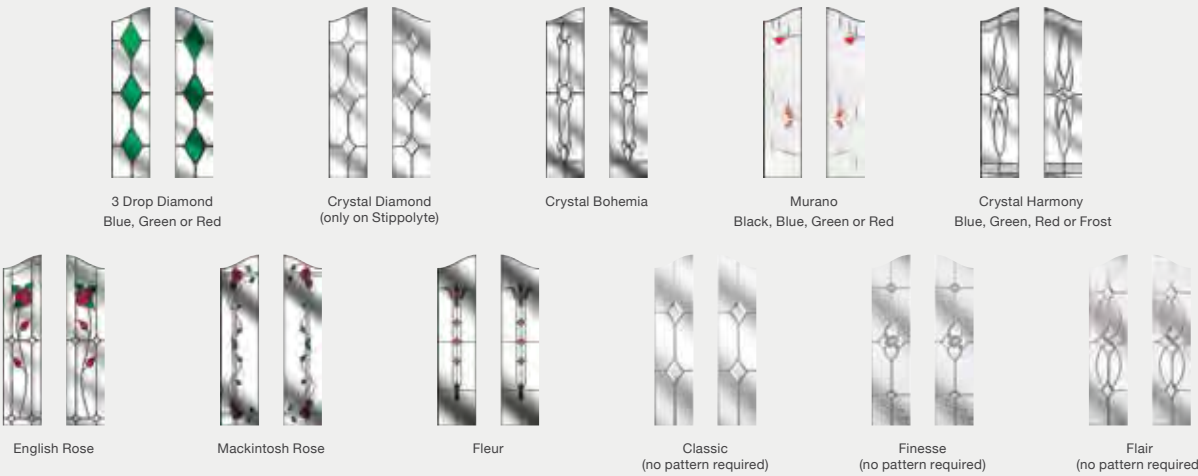 3 Drop Diamond
Blue, Green or Red
Crystal Diamond
(only on Stippolyte)
Crystal Bohemia
Murano
Black, Blue, Green or Red
Crystal Harmony
Blue, Green, Red or Frost
English Rose
Mackintosh Rose
Fleur
Classic
(no pattern required)
Finesse
(no pattern required)
Flair
(no pattern required